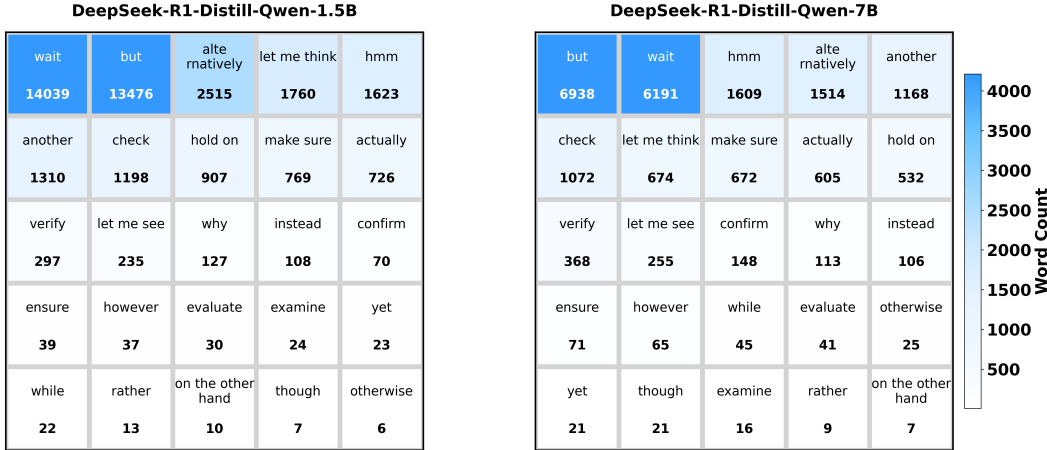 DeepSeek-R1-Distill-Qwen-1.5B
wait but alte let me think hmm
rnatively
14039 13476 2515 1760 1623
another check hold on make sure actually
1310 1198 907 769 726
verify let me see why instead confirm
297 235 127 108 70
ensure however evaluate examine yet
39 37 30 24 23
while rather on the other though otherwise
hand
22 13 10 7 6
DeepSeek-R1-Distill-Qwen-7B
but wait hmm alte another
rnatively
6938 6191 1609 1514 1168
check let me think make sure actually hold on
1072 674 672 605 532
verify let me see confirm why instead
368 255 148 113 106
ensure however while evaluate otherwise
71 65 45 41 25
yet though examine rather on the other
hand
21 21 16 9 7
4000
3500
3000
2500
2000
1500
1000
500
Word Count